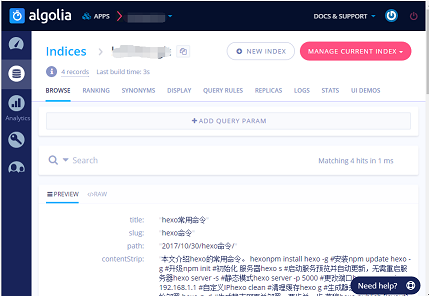 algolia APPS DOCS & SUPPORT
Indices NEW INDEX MANAGE CURRENT INDEX
4 records Last build time: 3s
BROWSE RANKING SYNONYMS DISPLAY QUERY RULES REPLICAS LOGS STATS UI DEMOS
Analytics
ADD QUERY PARAM
Search Matching 4 hits in 1 ms
PREVIEW </>RAW
title: "hexo常用命令"
slug: "hexo命令"
path: "2017/10/30/hexo命令/"
contentStrip: "本文介绍hexo的常用命令。 hexonpm install hexo -g #安装npm update hexo -
g #升级npm init #初始化 服务器hexo s #启动服务预览并自动更新，无需重启服
务器hexo server -s #静态模式hexo server -p 5000 #更改端口
192.168.1.1 #自定义IPhexo clean #清理缓存hexo g #生成静
Need help?